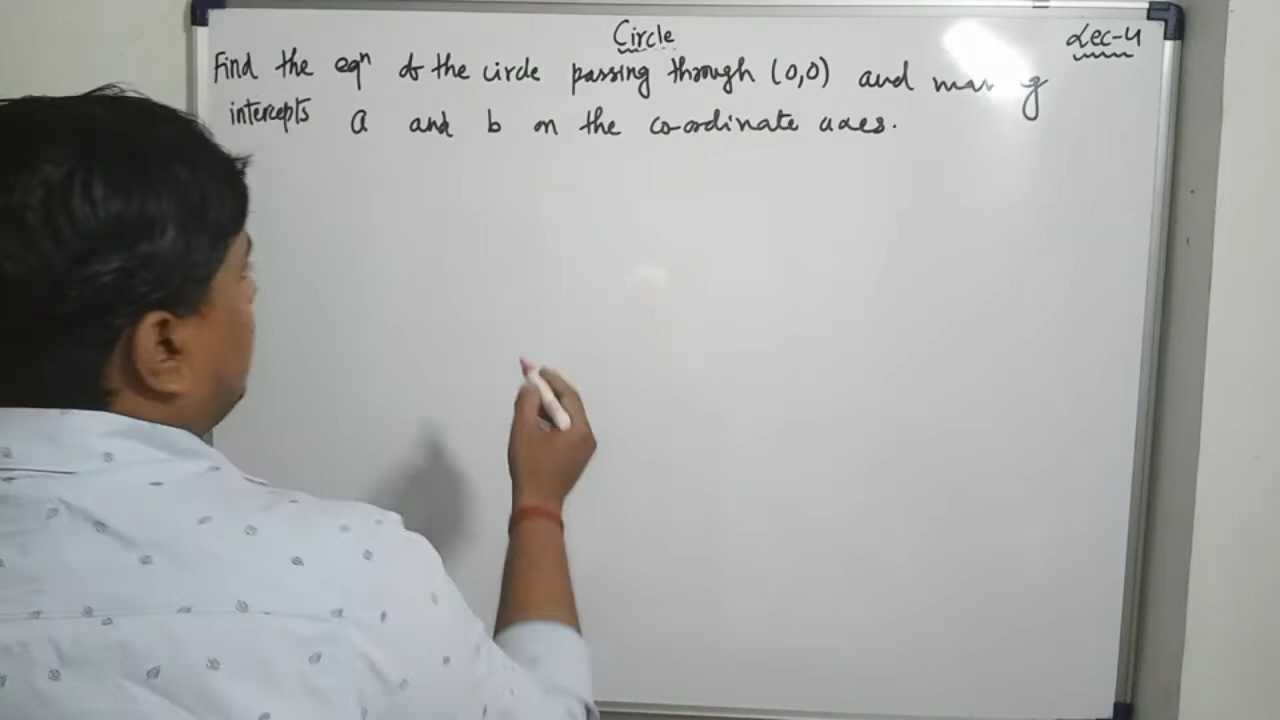 Circle
Lec-4
Find the eqn of the circle passing through (0,0) and
intercepts a and b on the co-ordinate axes.